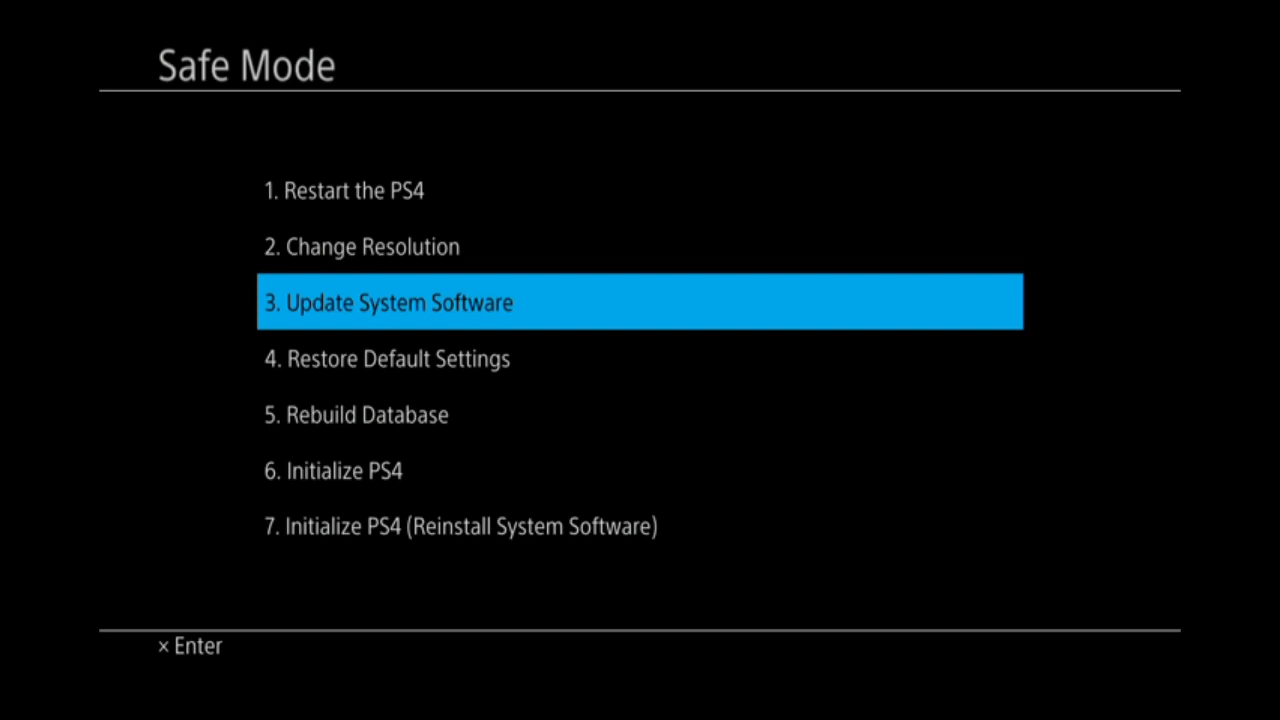 Safe Mode
1. Restart the PS4
2. Change Resolution
3. Update System Software
4. Restore Default Settings
5. Rebuild Database
6. Initialize PS4
7. Initialize PS4 (Reinstall System Software)
× Enter